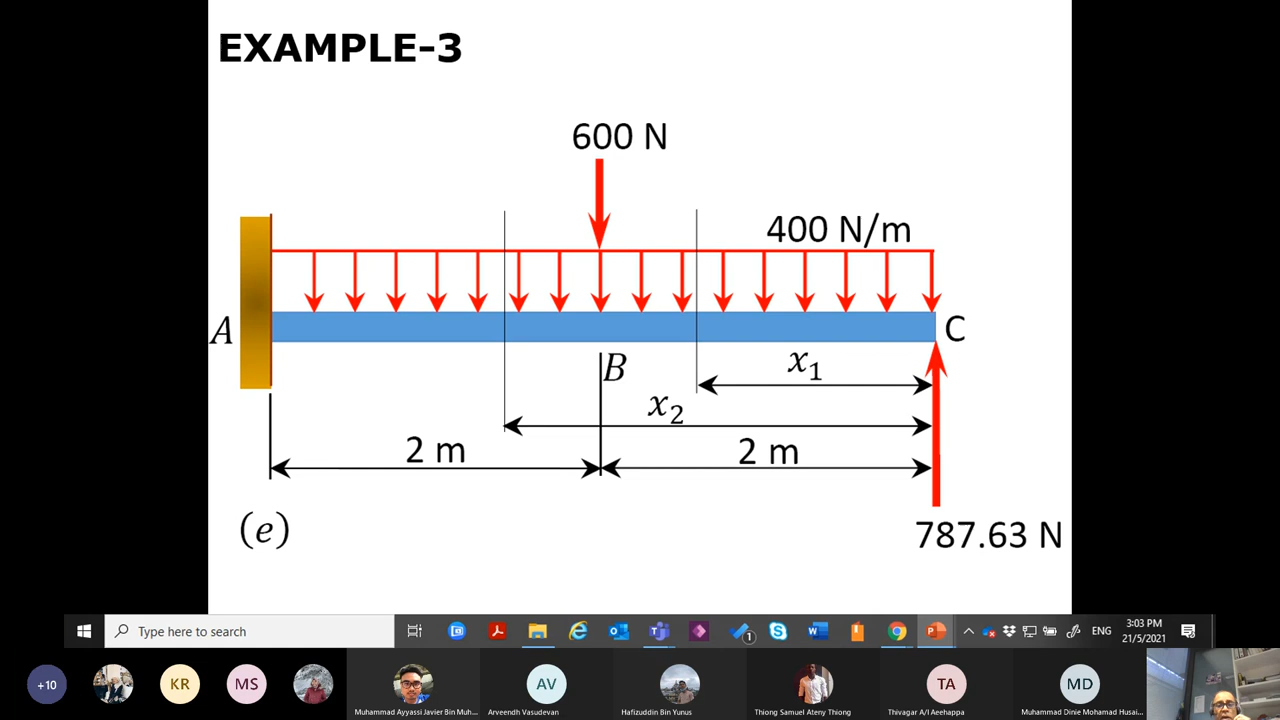 EXAMPLE-3
600 N
400 N/m
A
C
B
x₁
x₂
2 m
2 m
(e)
787.63 N
Type here to search
1
ENG
3:03 PM
21/5/2021
+10
KR
MS
Muhammad Ayyassi Javier Bin Muh...
AV
Arveendh Vasudevan
Hafizuddin Bin Yunus
Thiong Samuel Ateny Thiong
TA
Thivagar A/l Aeehappa
MD
Muhammad Dinie Mohamad Husai...